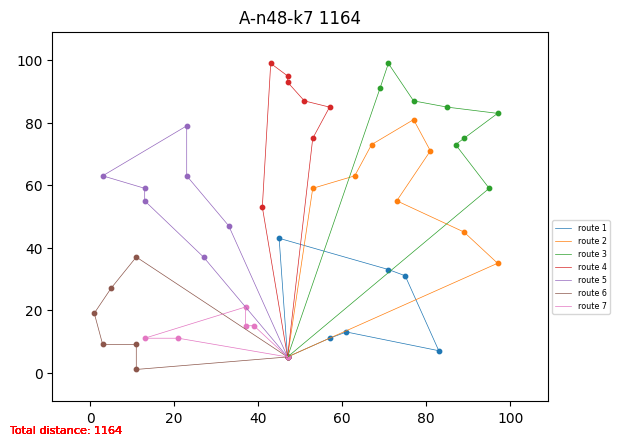 A-n48-k7 1164
100
80
60
40
20
0
0 20 40 60 80 100
route 1
route 2
route 3
route 4
route 5
route 6
route 7
Total distance: 1164